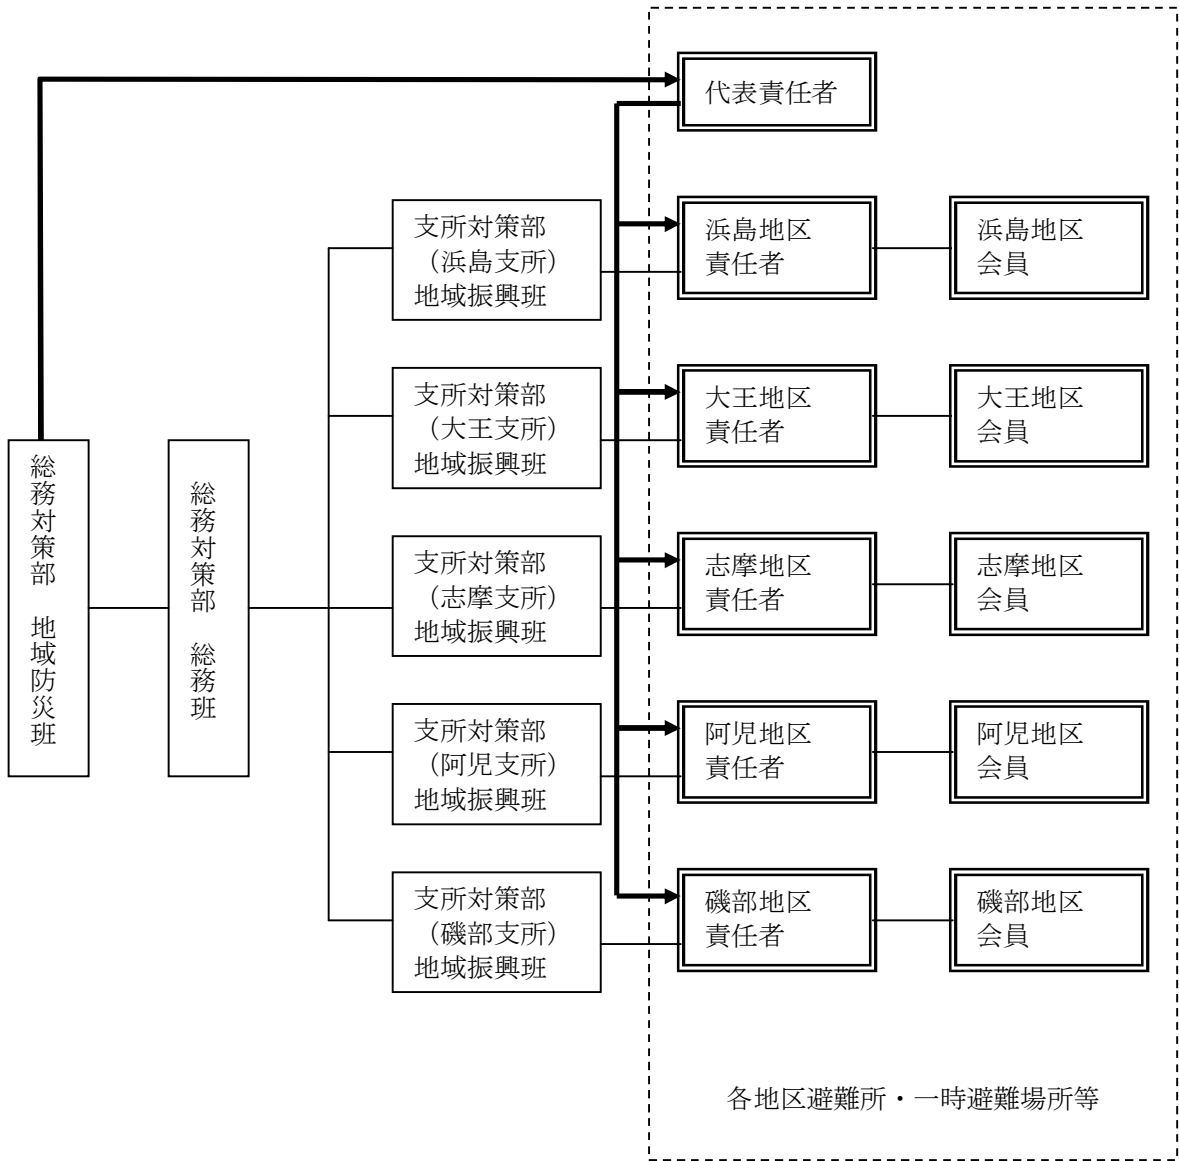 代表責任者
支所対策部
（浜島支所）
地域振興班
浜島地区
責任者
浜島地区
会員
支所対策部
（大王支所）
地域振興班
大王地区
責任者
大王地区
会員
総務対策部　地域防災班
総務対策部　総務班
支所対策部
（志摩支所）
地域振興班
志摩地区
責任者
志摩地区
会員
支所対策部
（阿児支所）
地域振興班
阿児地区
責任者
阿児地区
会員
支所対策部
（磯部支所）
地域振興班
磯部地区
責任者
磯部地区
会員
各地区避難所・一時避難場所等